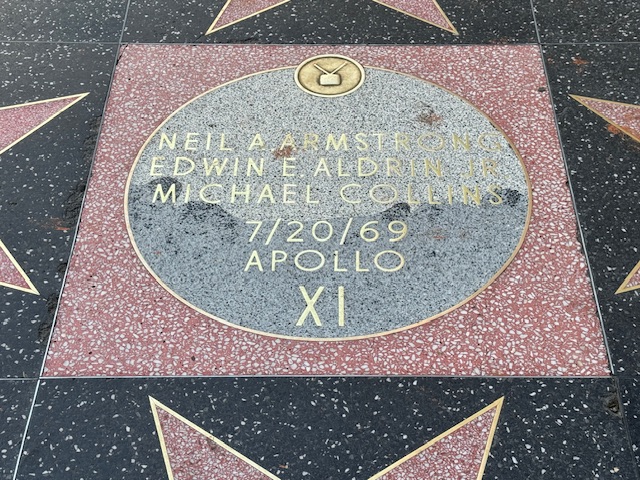 NEIL A. ARMSTRONG
EDWIN E. ALDRIN JR.
MICHAEL COLLINS
7/20/69
APOLLO
XI